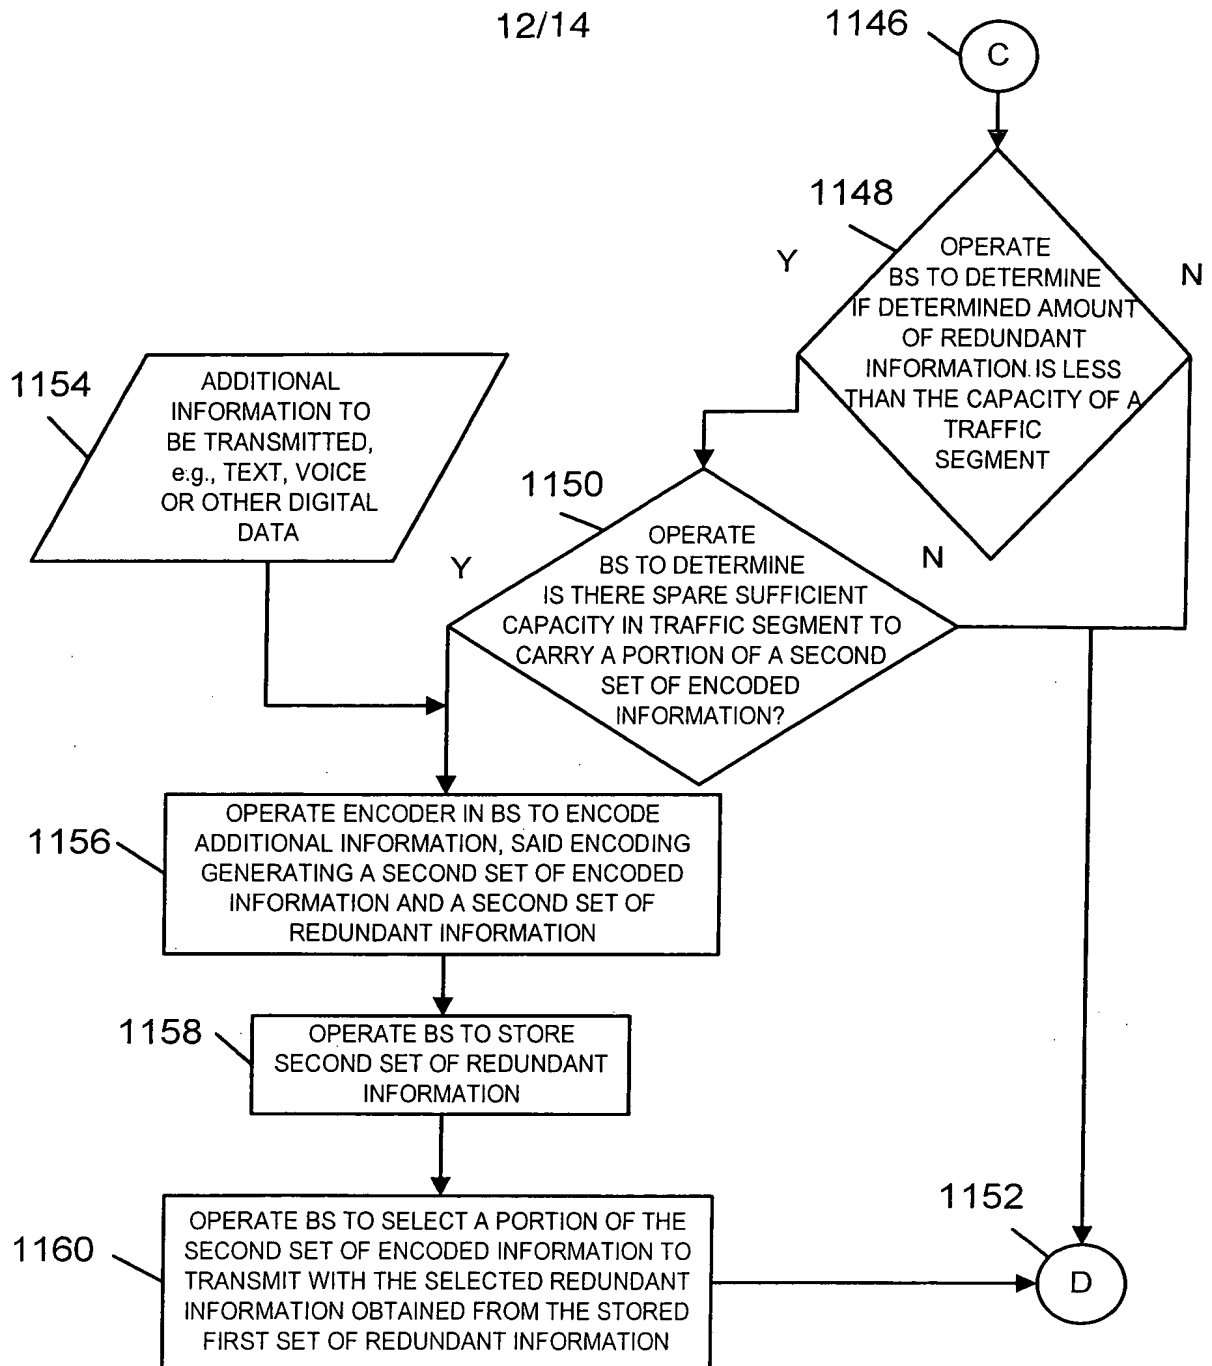 12/14
1146
C
1148
Y
N
OPERATE
BS TO DETERMINE
IF DETERMINED AMOUNT
OF REDUNDANT
INFORMATION IS LESS
THAN THE CAPACITY OF A
TRAFFIC
SEGMENT
1154
ADDITIONAL
INFORMATION TO
BE TRANSMITTED,
e.g., TEXT, VOICE
OR OTHER DIGITAL
DATA
1150
Y
N
OPERATE
BS TO DETERMINE
IS THERE SPARE SUFFICIENT
CAPACITY IN TRAFFIC SEGMENT TO
CARRY A PORTION OF A SECOND
SET OF ENCODED
INFORMATION?
1156
OPERATE ENCODER IN BS TO ENCODE
ADDITIONAL INFORMATION, SAID ENCODING
GENERATING A SECOND SET OF ENCODED
INFORMATION AND A SECOND SET OF
REDUNDANT INFORMATION
1158
OPERATE BS TO STORE
SECOND SET OF REDUNDANT
INFORMATION
1160
OPERATE BS TO SELECT A PORTION OF THE
SECOND SET OF ENCODED INFORMATION TO
TRANSMIT WITH THE SELECTED REDUNDANT
INFORMATION OBTAINED FROM THE STORED
FIRST SET OF REDUNDANT INFORMATION
1152
D